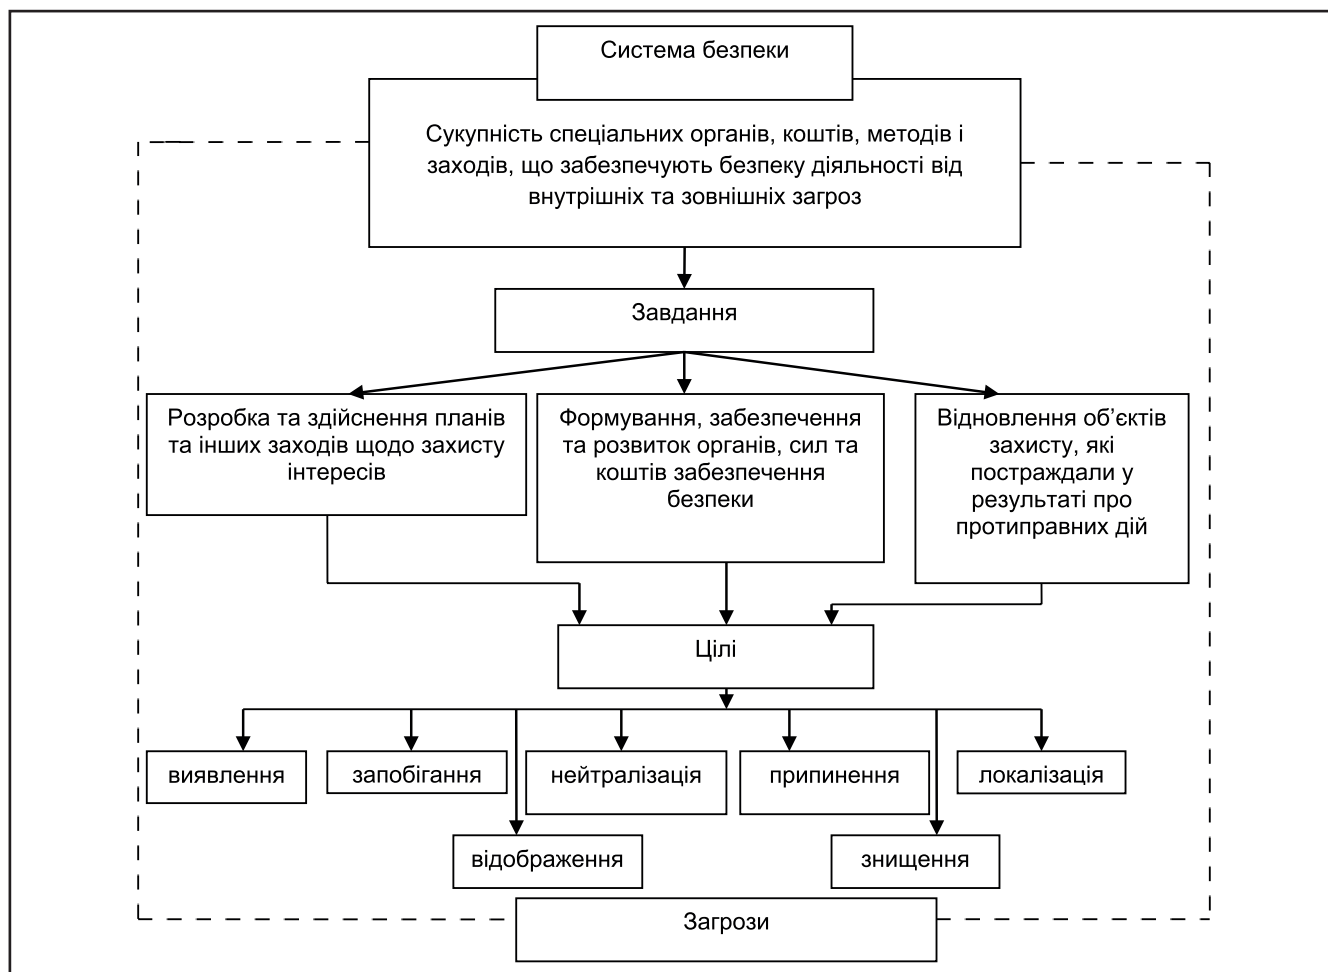 Система безпеки
Сукупність спеціальних органів, коштів, методів і
заходів, що забезпечують безпеку діяльності від
внутрішніх та зовнішніх загроз
Завдання
Розробка та здійснення планів
та інших заходів щодо захисту
інтересів
Формування, забезпечення
та розвиток органів, сил та
коштів забезпечення
безпеки
Відновлення об’єктів
захисту, які
постраждали у
результаті про
протиправних дій
Цілі
виявлення
запобігання
нейтралізація
припинення
локалізація
відображення
знищення
Загрози